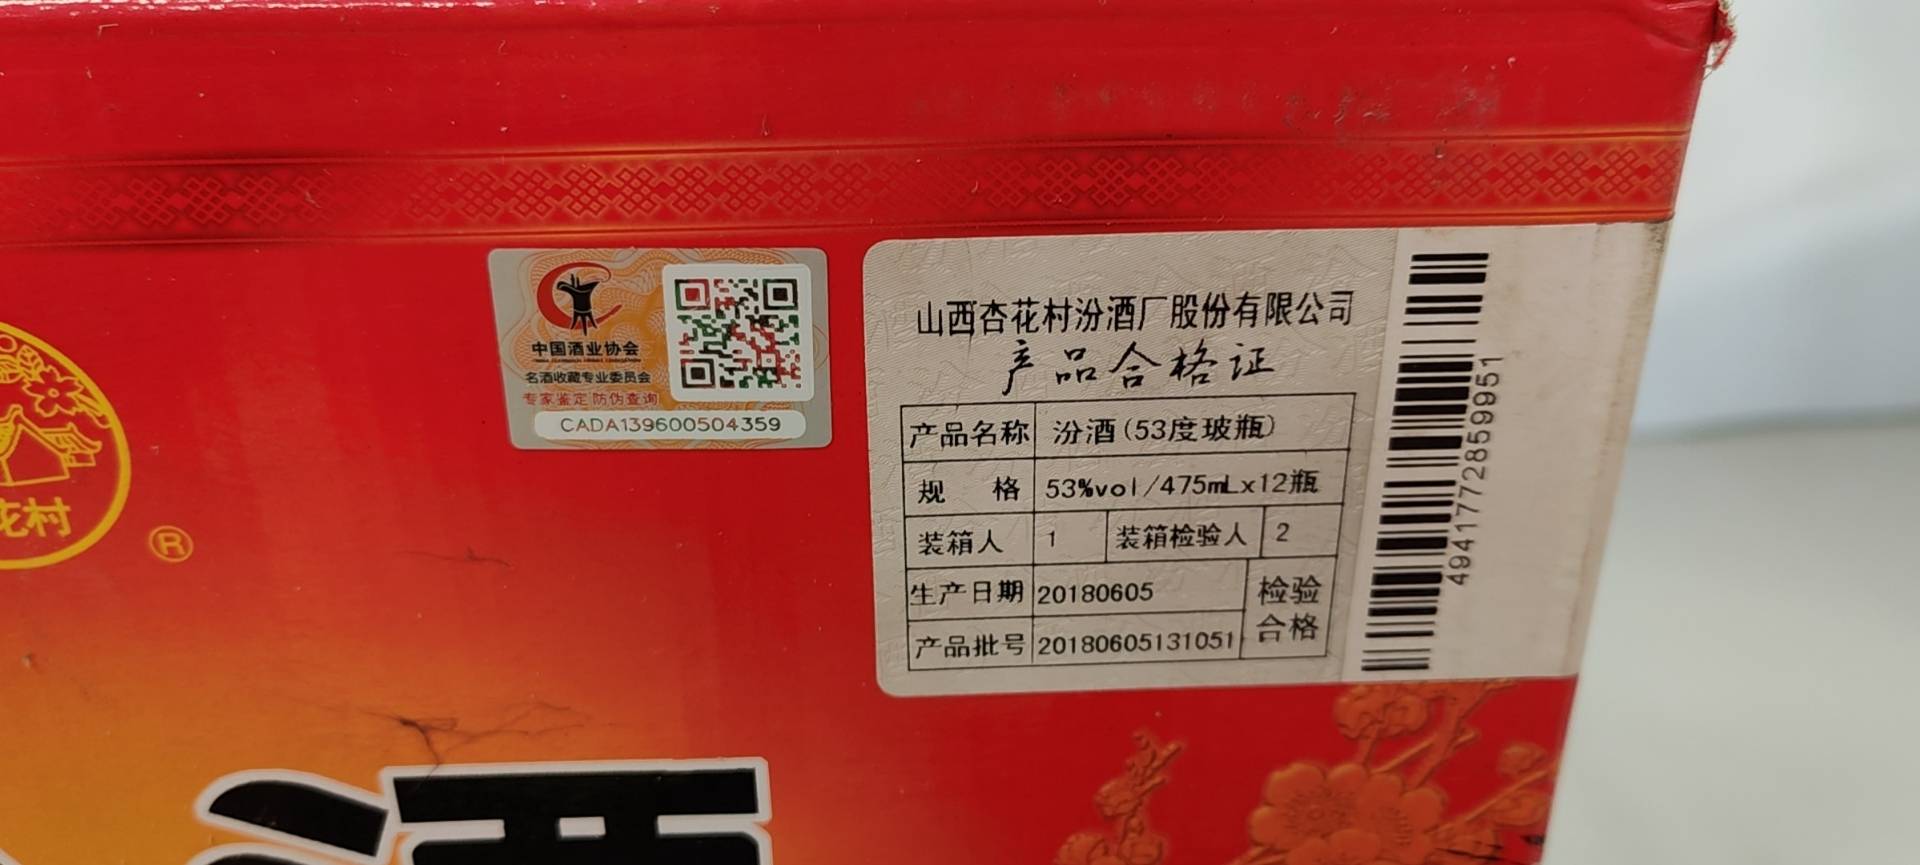 花村
®
中国酒业协会
名酒收藏专业委员会
专家鉴定 防伪查询
CADA139600504359
山西杏花村汾酒厂股份有限公司
产品合格证
产品名称 汾酒(53度玻瓶)
规 格 53%vol/475mL×12瓶
装箱人 1 装箱检验人 2
生产日期 20180605 检验
产品批号 20180605131051 合格
4941772859951
酒